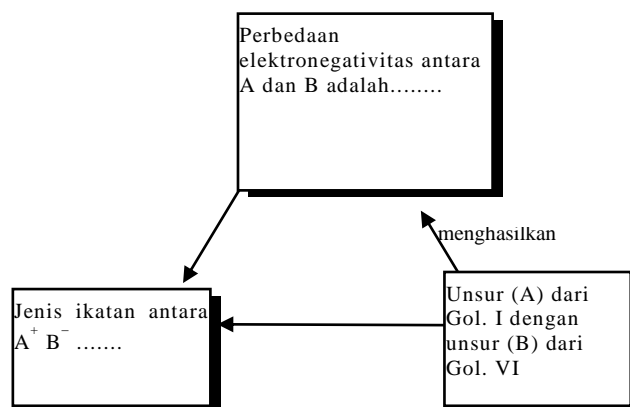 Perbedaan
elektronegativitas antara
A dan B adalah........
menghasilkan
Jenis ikatan antara
A⁺ B⁻ .......
Unsur (A) dari
Gol. I dengan
unsur (B) dari
Gol. VI